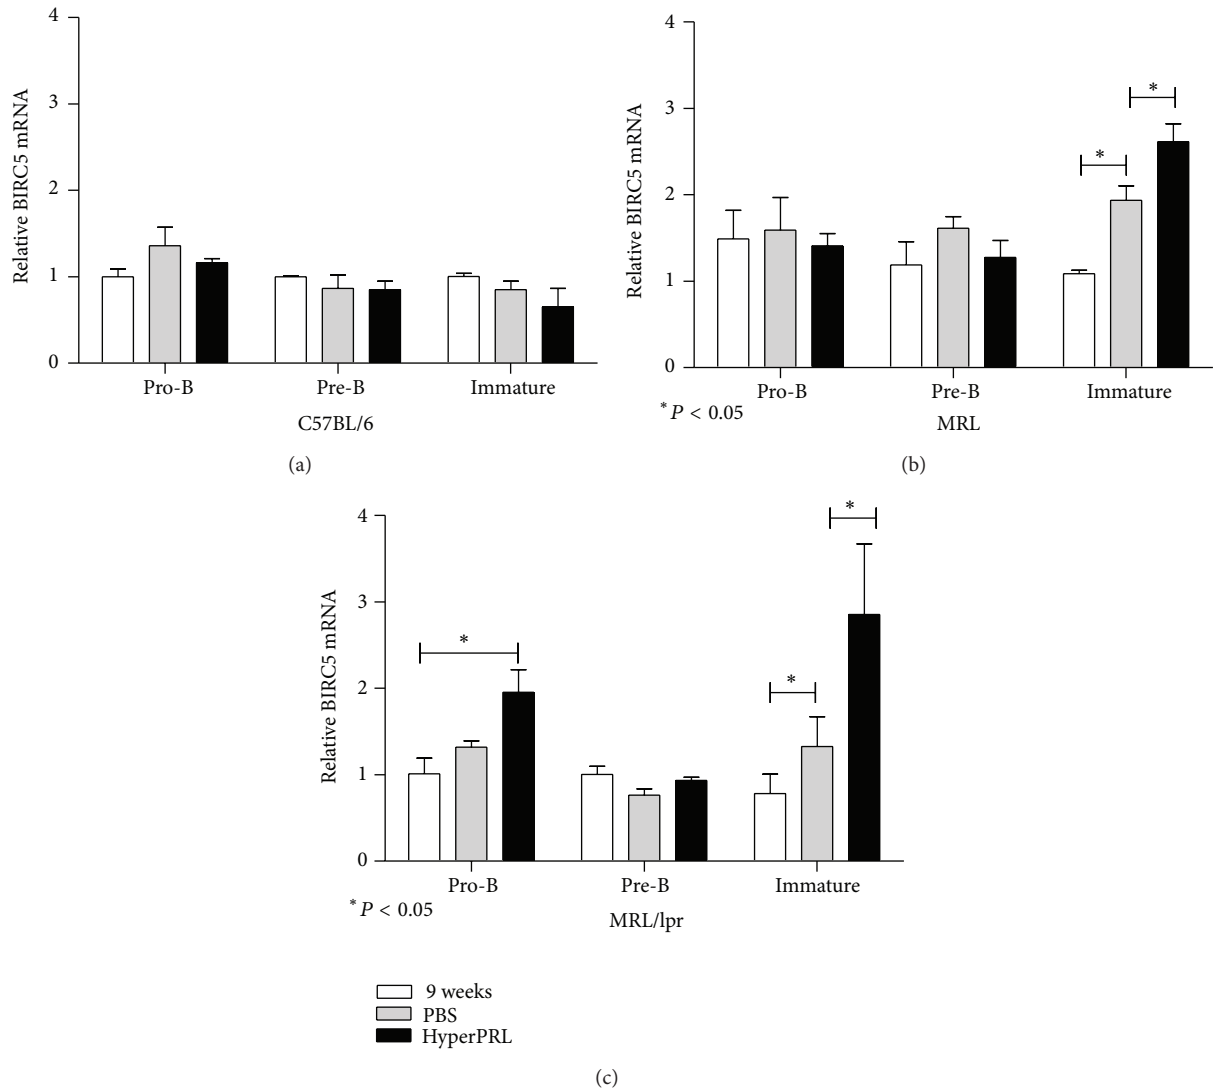 4
3
2
1
0
Relative BIRC5 mRNA
Pro-B Pre-B Immature
C57BL/6
(a)
4
3
2
1
0
Relative BIRC5 mRNA
*
*
Pro-B Pre-B Immature
* P < 0.05
MRL
(b)
4
3
2
1
0
Relative BIRC5 mRNA
*
*
*
Pro-B Pre-B Immature
* P < 0.05
MRL/lpr
9 weeks
PBS
HyperPRL
(c)